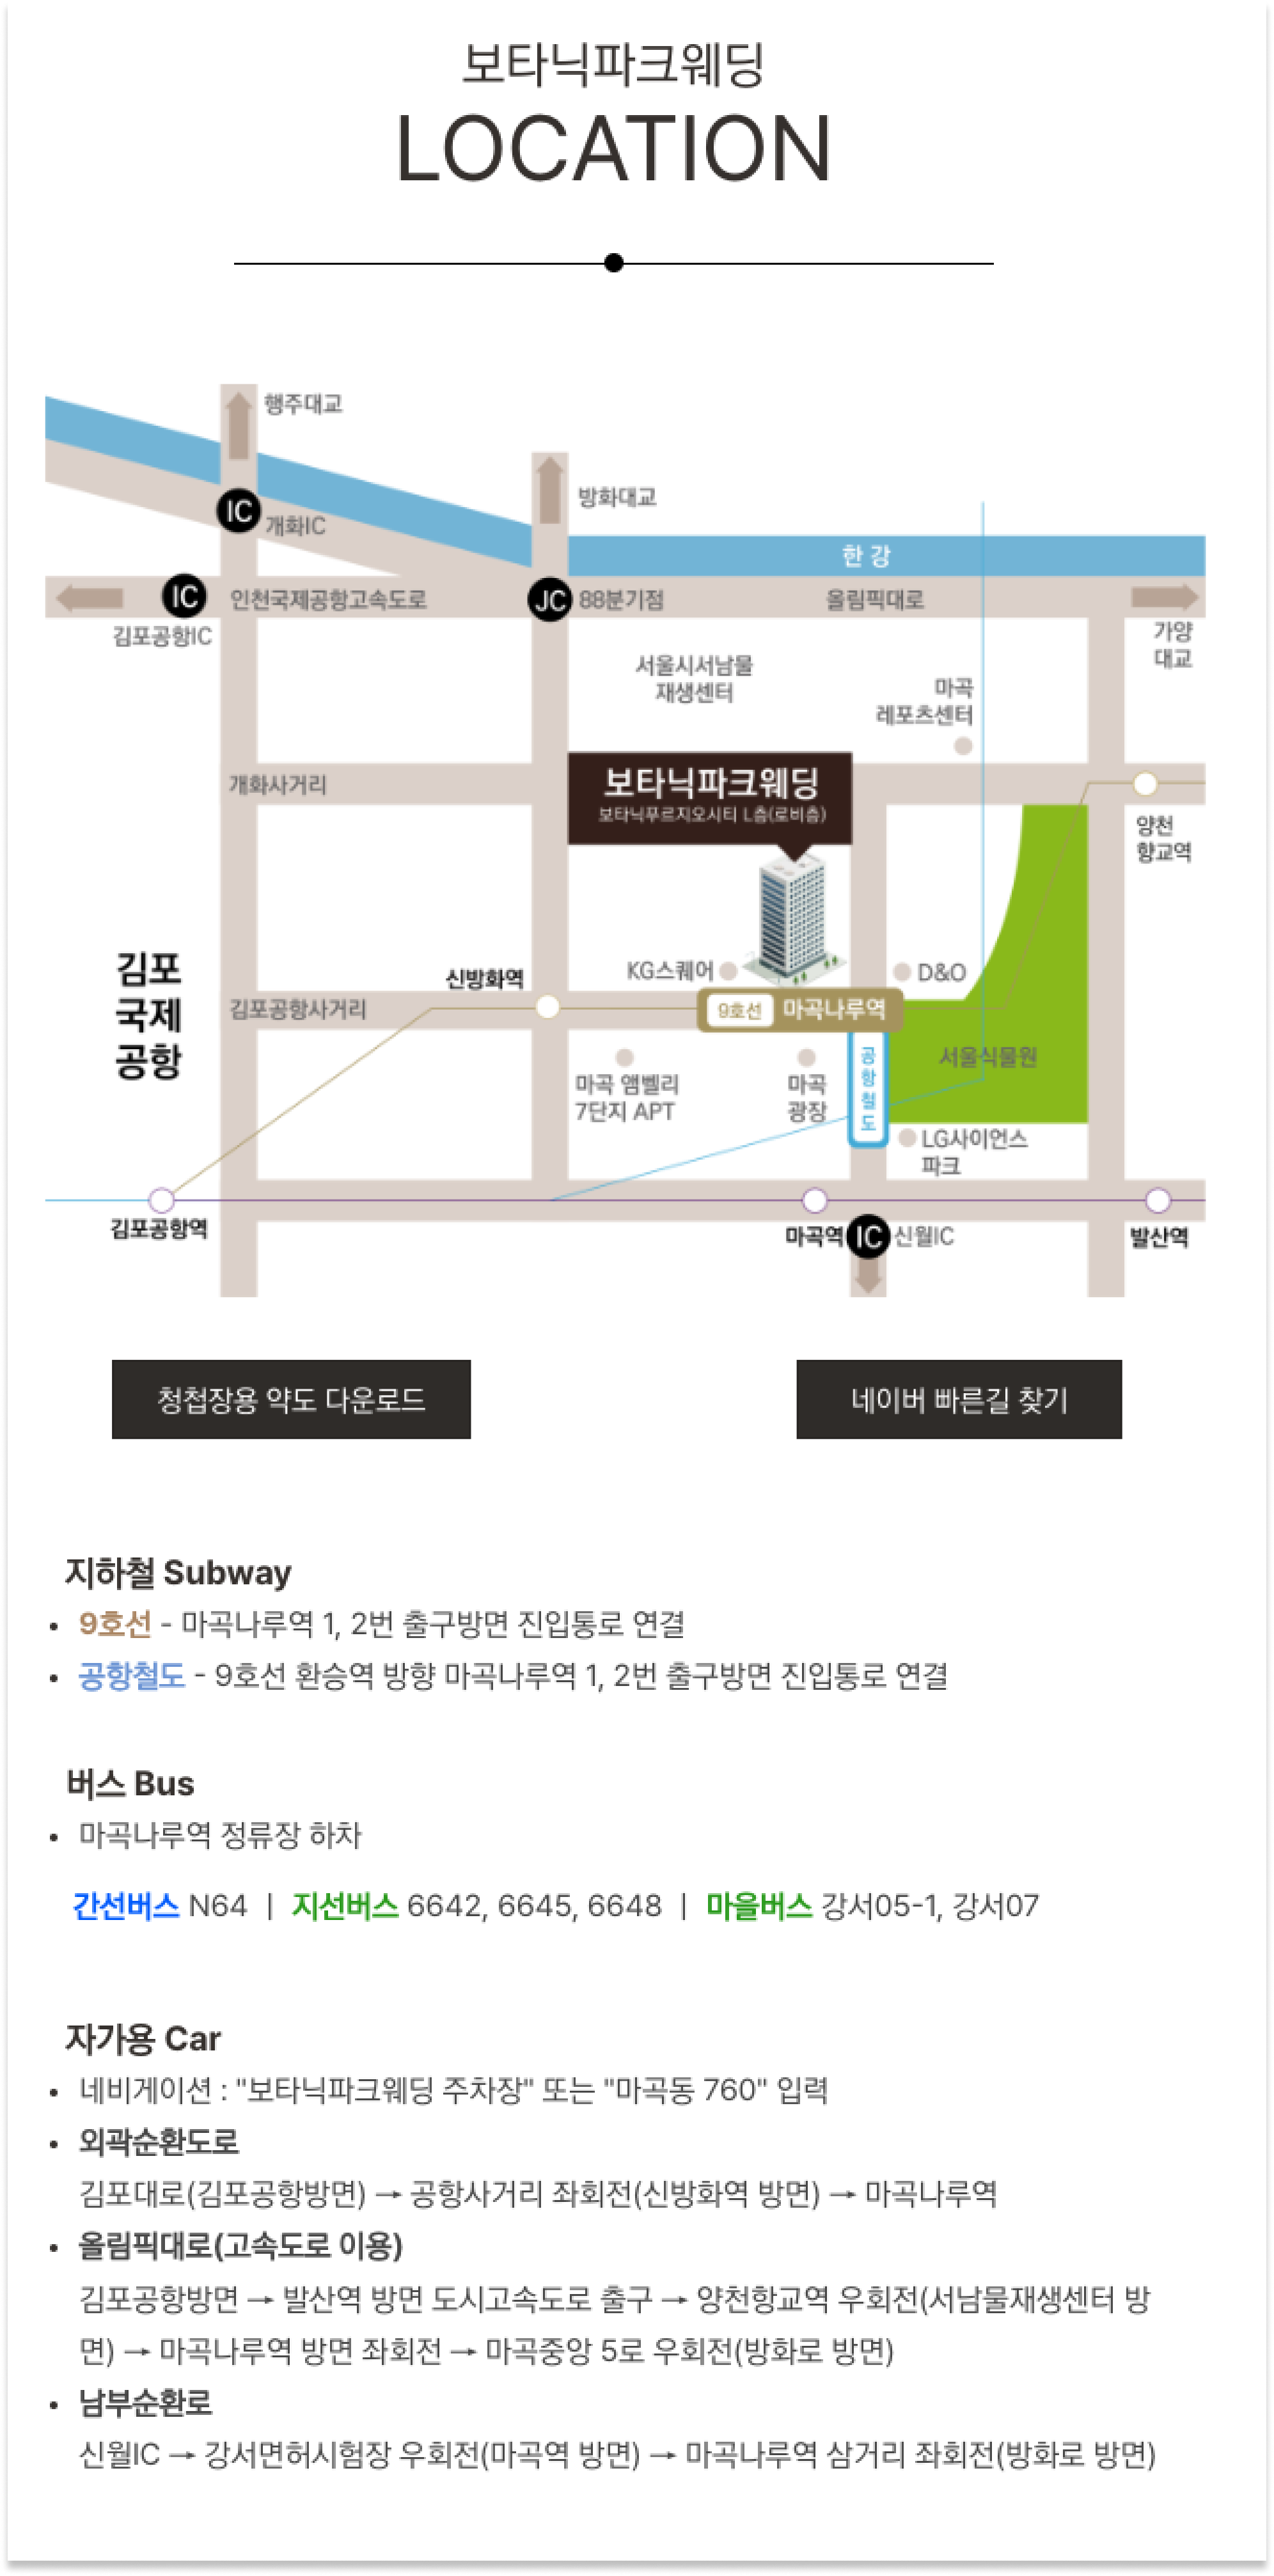 보타닉파크웨딩
LOCATION
행주대교
방화대교
IC
개화IC
한 강
IC
인천국제공항고속도로
JC
88분기점
올림픽대로
김포공항IC
가양
대교
서울시서남물
재생센터
마곡
레포츠센터
개화사거리
보타닉파크웨딩
보타닉푸르지오시티 L층(로비층)
양천
향교역
김포
국제
공항
신방화역
KG스퀘어
D&O
김포공항사거리
9호선 마곡나루역
마곡 앰벨리
7단지 APT
마곡
광장
공항철도
서울식물원
LG사이언스
파크
김포공항역
마곡역
IC
신월IC
발산역
청첩장용 약도 다운로드
네이버 빠른길 찾기
지하철 Subway
• 9호선 - 마곡나루역 1, 2번 출구방면 진입통로 연결
• 공항철도 - 9호선 환승역 방향 마곡나루역 1, 2번 출구방면 진입통로 연결
버스 Bus
• 마곡나루역 정류장 하차
간선버스 N64 | 지선버스 6642, 6645, 6648 | 마을버스 강서05-1, 강서07
자가용 Car
• 네비게이션 : "보타닉파크웨딩 주차장" 또는 "마곡동 760" 입력
• 외곽순환도로
김포대로(김포공항방면) → 공항사거리 좌회전(신방화역 방면) → 마곡나루역
• 올림픽대로(고속도로 이용)
김포공항방면 → 발산역 방면 도시고속도로 출구 → 양천항교역 우회전(서남물재생센터 방
면) → 마곡나루역 방면 좌회전 → 마곡중앙 5로 우회전(방화로 방면)
• 남부순환로
신월IC → 강서면허시험장 우회전(마곡역 방면) → 마곡나루역 삼거리 좌회전(방화로 방면)